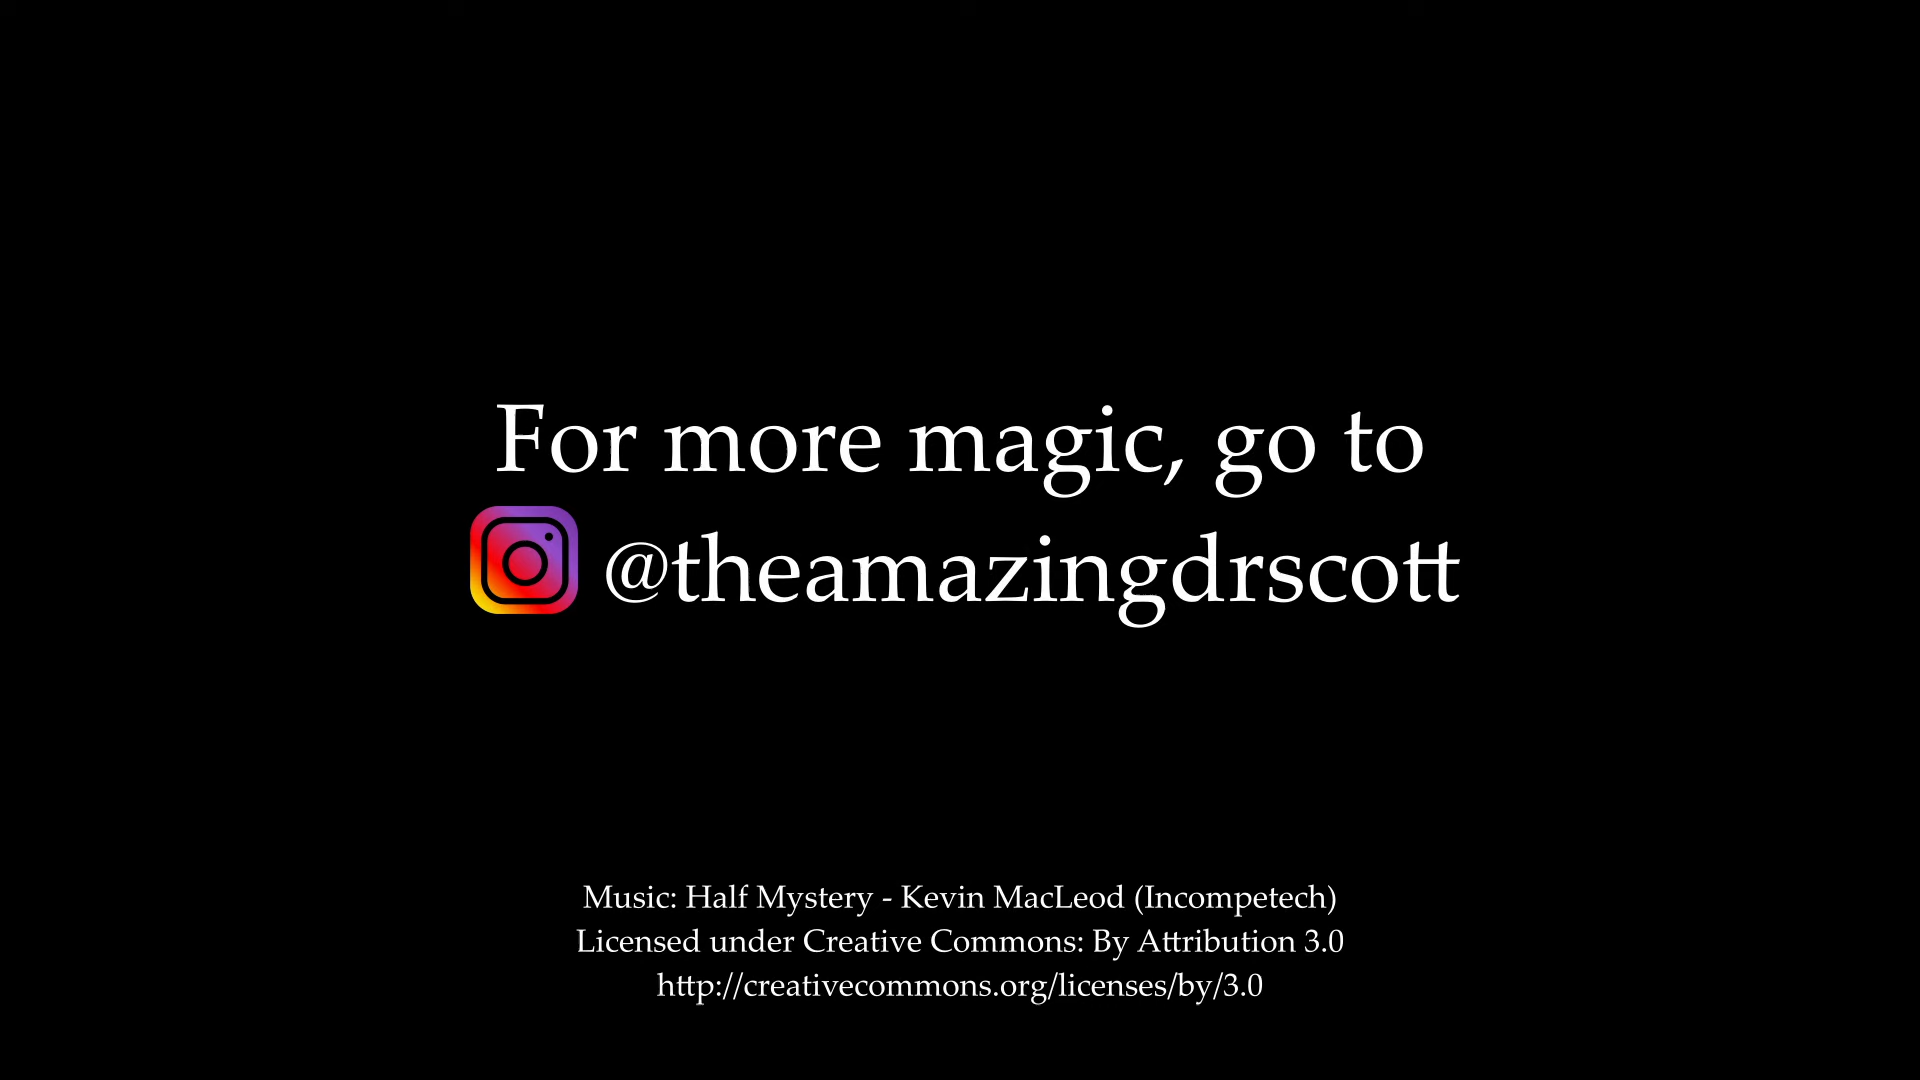 For more magic, go to
@theamazingdrscott
Music: Half Mystery - Kevin MacLeod (Incompetech)
Licensed under Creative Commons: By Attribution 3.0
http://creativecommons.org/licenses/by/3.0